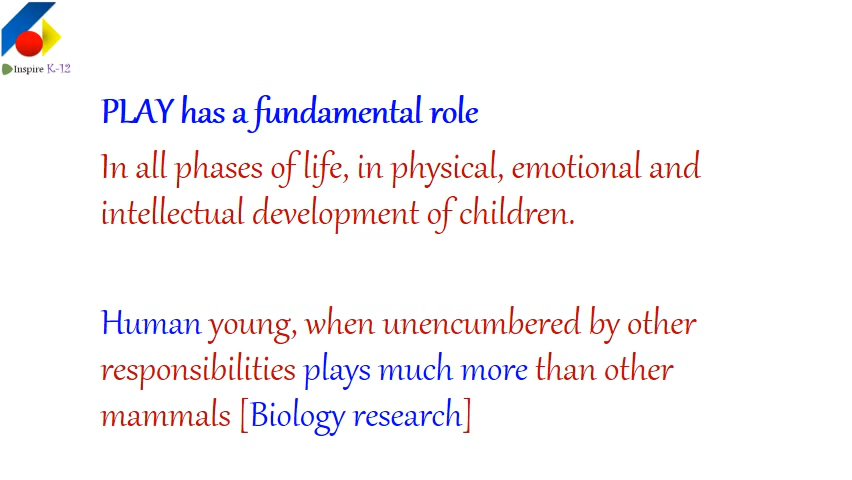 Inspire K-12
PLAY has a fundamental role
In all phases of life, in physical, emotional and
intellectual development of children.
Human young, when unencumbered by other
responsibilities plays much more than other
mammals [Biology research]